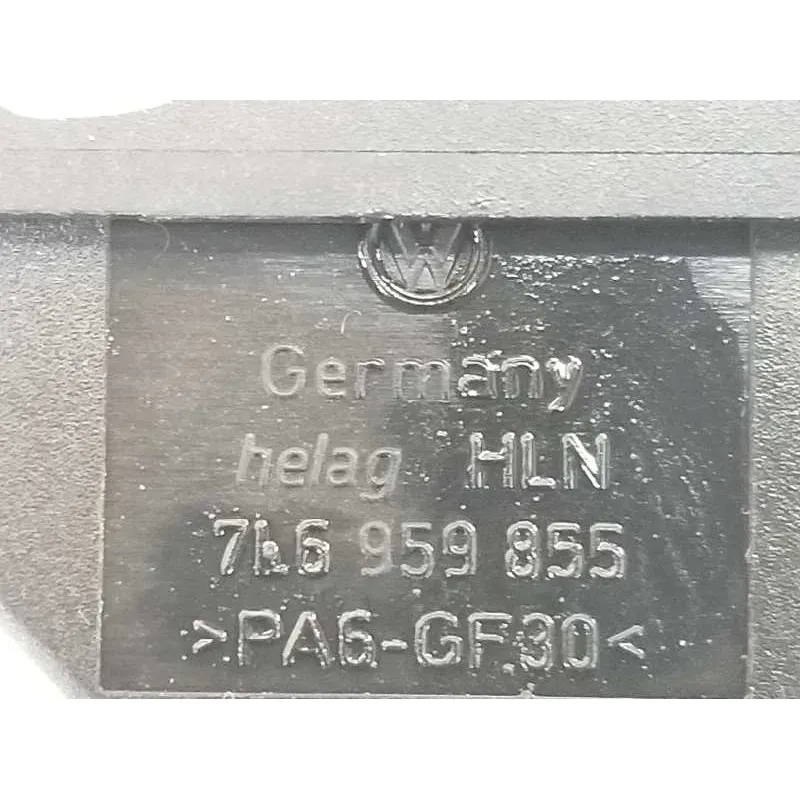 Germany
helag HLN
7L6 959 855
>PA6-GF30<